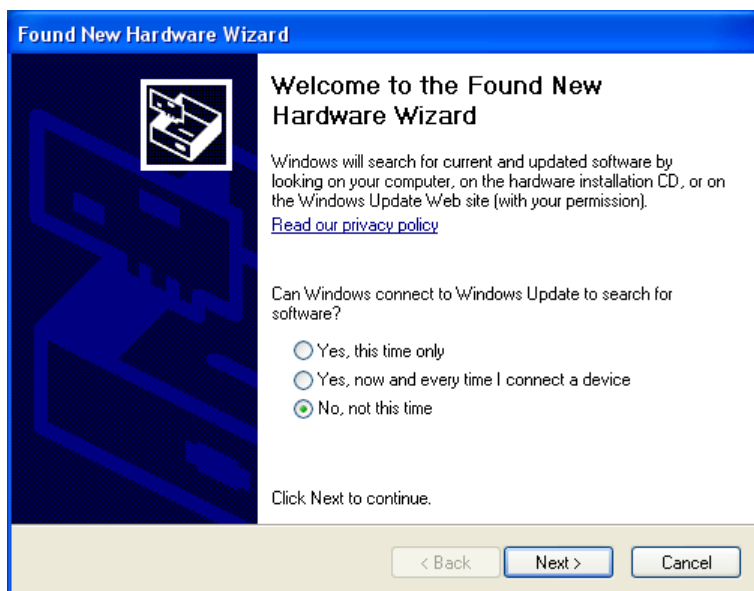 Found New Hardware Wizard
Welcome to the Found New
Hardware Wizard
Windows will search for current and updated software by
looking on your computer, on the hardware installation CD, or on
the Windows Update Web site (with your permission).
Read our privacy policy
Can Windows connect to Windows Update to search for
software?
Yes, this time only
Yes, now and every time I connect a device
No, not this time
Click Next to continue.
< Back Next > Cancel